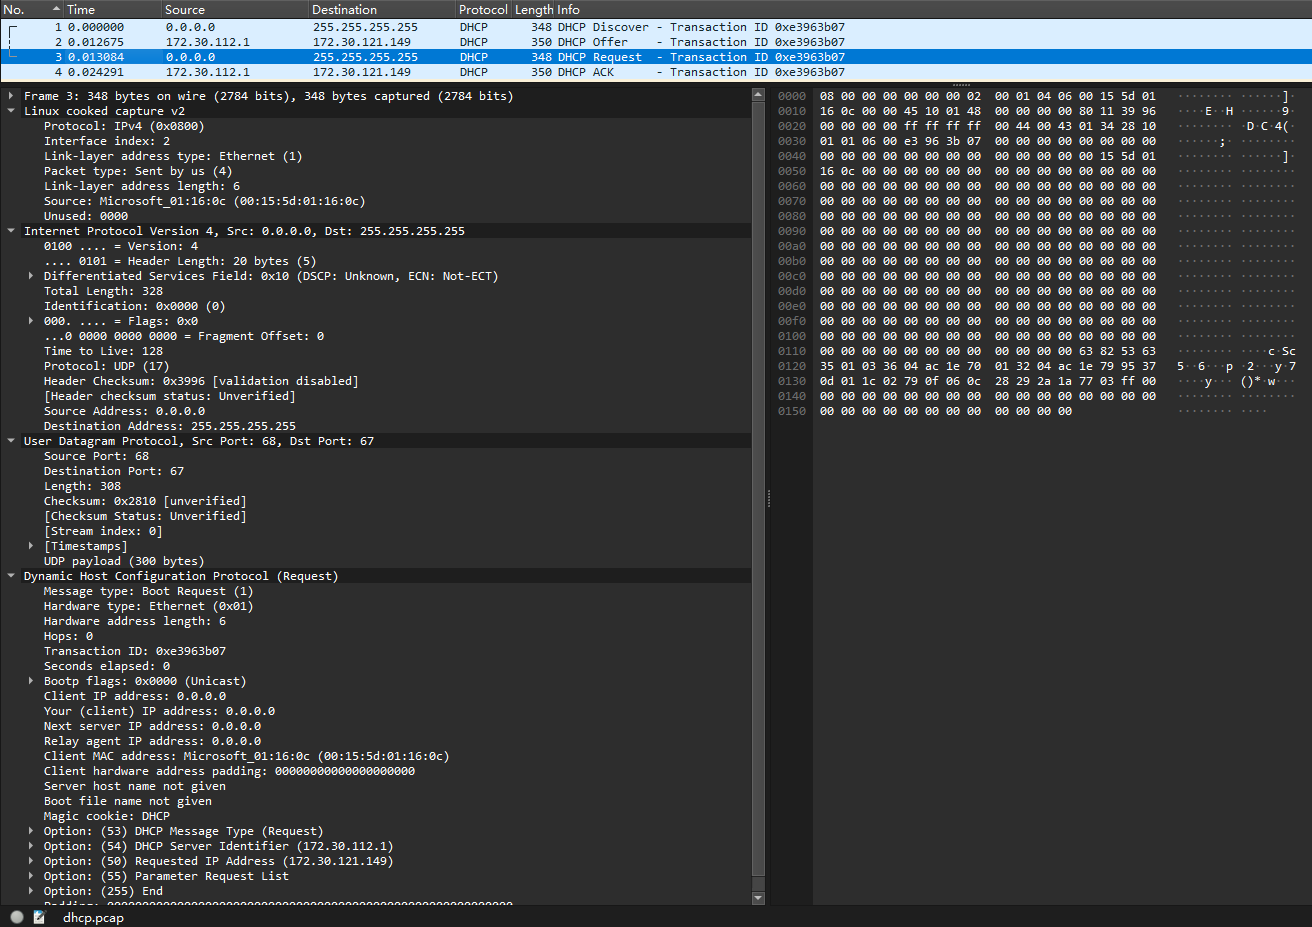 No. Time Source Destination Protocol Length Info
1 0.000000 0.0.0.0 255.255.255.255 DHCP 348 DHCP Discover - Transaction ID 0xe3963b07
2 0.012675 172.30.112.1 172.30.121.149 DHCP 350 DHCP Offer - Transaction ID 0xe3963b07
3 0.013084 0.0.0.0 255.255.255.255 DHCP 348 DHCP Request - Transaction ID 0xe3963b07
4 0.024291 172.30.112.1 172.30.121.149 DHCP 350 DHCP ACK - Transaction ID 0xe3963b07
Frame 3: 348 bytes on wire (2784 bits), 348 bytes captured (2784 bits)
Linux cooked capture v2
Protocol: IPv4 (0x0800)
Interface index: 2
Link-layer address type: Ethernet (1)
Packet type: Sent by us (4)
Link-layer address length: 6
Source: Microsoft_01:16:0c (00:15:5d:01:16:0c)
Unused: 0000
Internet Protocol Version 4, Src: 0.0.0.0, Dst: 255.255.255.255
0100 .... = Version: 4
.... 0101 = Header Length: 20 bytes (5)
Differentiated Services Field: 0x10 (DSCP: Unknown, ECN: Not-ECT)
Total Length: 328
Identification: 0x0000 (0)
000. .... = Flags: 0x0
...0 0000 0000 0000 = Fragment Offset: 0
Time to Live: 128
Protocol: UDP (17)
Header Checksum: 0x3996 [validation disabled]
[Header checksum status: Unverified]
Source Address: 0.0.0.0
Destination Address: 255.255.255.255
User Datagram Protocol, Src Port: 68, Dst Port: 67
Source Port: 68
Destination Port: 67
Length: 308
Checksum: 0x2810 [unverified]
[Checksum Status: Unverified]
[Stream index: 0]
[Timestamps]
UDP payload (300 bytes)
Dynamic Host Configuration Protocol (Request)
Message type: Boot Request (1)
Hardware type: Ethernet (0x01)
Hardware address length: 6
Hops: 0
Transaction ID: 0xe3963b07
Seconds elapsed: 0
Bootp flags: 0x0000 (Unicast)
Client IP address: 0.0.0.0
Your (client) IP address: 0.0.0.0
Next server IP address: 0.0.0.0
Relay agent IP address: 0.0.0.0
Client MAC address: Microsoft_01:16:0c (00:15:5d:01:16:0c)
Client hardware address padding: 00000000000000000000
Server host name not given
Boot file name not given
Magic cookie: DHCP
Option: (53) DHCP Message Type (Request)
Option: (54) DHCP Server Identifier (172.30.112.1)
Option: (50) Requested IP Address (172.30.121.149)
Option: (55) Parameter Request List
Option: (255) End
0000 08 00 00 00 00 00 00 02 00 01 04 06 00 15 5d 01 ········ ······]·
0010 16 0c 00 00 45 10 01 48 00 00 00 00 80 11 39 96 ····E··H ······9·
0020 00 00 00 00 ff ff ff ff 00 44 00 43 01 34 28 10 ········ ·D·C·4(·
0030 01 01 06 00 e3 96 3b 07 00 00 00 00 00 00 00 00 ······;· ········
0040 00 00 00 00 00 00 00 00 00 00 00 00 00 15 5d 01 ········ ······]·
0050 16 0c 00 00 00 00 00 00 00 00 00 00 00 00 00 00 ········ ········
0060 00 00 00 00 00 00 00 00 00 00 00 00 00 00 00 00 ········ ········
0070 00 00 00 00 00 00 00 00 00 00 00 00 00 00 00 00 ········ ········
0080 00 00 00 00 00 00 00 00 00 00 00 00 00 00 00 00 ········ ········
0090 00 00 00 00 00 00 00 00 00 00 00 00 00 00 00 00 ········ ········
00a0 00 00 00 00 00 00 00 00 00 00 00 00 00 00 00 00 ········ ········
00b0 00 00 00 00 00 00 00 00 00 00 00 00 00 00 00 00 ········ ········
00c0 00 00 00 00 00 00 00 00 00 00 00 00 00 00 00 00 ········ ········
00d0 00 00 00 00 00 00 00 00 00 00 00 00 00 00 00 00 ········ ········
00e0 00 00 00 00 00 00 00 00 00 00 00 00 00 00 00 00 ········ ········
00f0 00 00 00 00 00 00 00 00 00 00 00 00 00 00 00 00 ········ ········
0100 00 00 00 00 00 00 00 00 00 00 00 00 00 00 00 00 ········ ········
0110 00 00 00 00 00 00 00 00 00 00 00 00 63 82 53 63 ········ ····c·Sc
0120 35 01 03 36 04 ac 1e 70 01 32 04 ac 1e 79 95 37 5··6···p ·2···y·7
0130 0d 01 1c 02 79 0f 06 0c 28 29 2a 1a 77 03 ff 00 ····y··· ()*·w···
0140 00 00 00 00 00 00 00 00 00 00 00 00 00 00 00 00 ········ ········
0150 00 00 00 00 00 00 00 00 00 00 00 00 ········ ····
dhcp.pcap